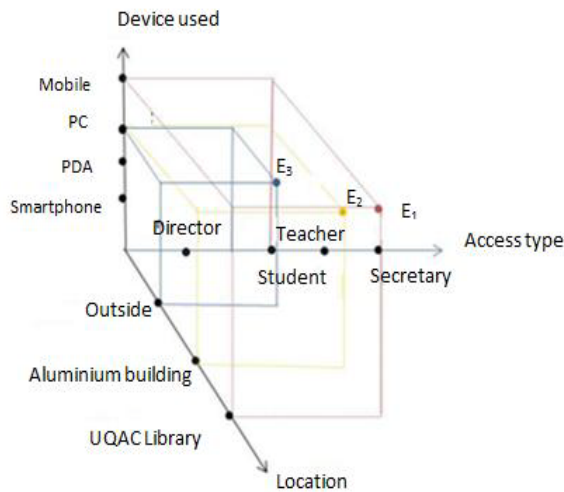 Device used
Mobile
PC
PDA
Smartphone
E3
E2
E1
Director
Teacher
Access type
Student
Secretary
Outside
Aluminium building
UQAC Library
Location